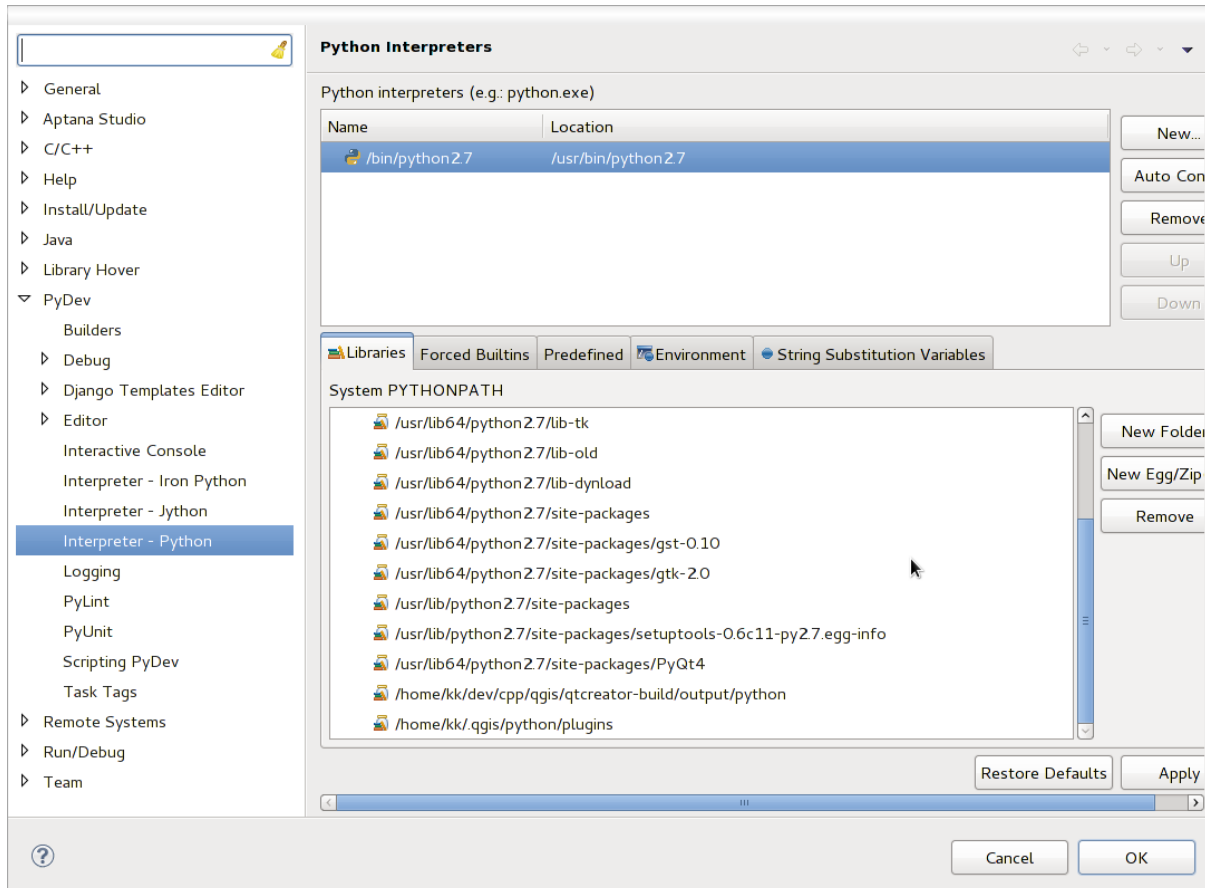 Python Interpreters
General
Aptana Studio
C/C++
Help
Install/Update
Java
Library Hover
PyDev
Builders
Debug
Django Templates Editor
Editor
Interactive Console
Interpreter - Iron Python
Interpreter - Jython
Interpreter - Python
Logging
PyLint
PyUnit
Scripting PyDev
Task Tags
Remote Systems
Run/Debug
Team
Python interpreters (e.g.: python.exe)
Name Location
/bin/python2.7 /usr/bin/python2.7
New...
Auto Con
Remove
Up
Down
Libraries Forced Builtins Predefined Environment String Substitution Variables
System PYTHONPATH
/usr/lib64/python2.7/lib-tk
/usr/lib64/python2.7/lib-old
/usr/lib64/python2.7/lib-dynload
/usr/lib64/python2.7/site-packages
/usr/lib64/python2.7/site-packages/gst-0.10
/usr/lib64/python2.7/site-packages/gtk-2.0
/usr/lib/python2.7/site-packages
/usr/lib/python2.7/site-packages/setuptools-0.6c11-py2.7.egg-info
/usr/lib64/python2.7/site-packages/PyQt4
/home/kk/dev/cpp/qgis/qtcreator-build/output/python
/home/kk/.qgis/python/plugins
New Folder
New Egg/Zip
Remove
Restore Defaults Apply
Cancel OK